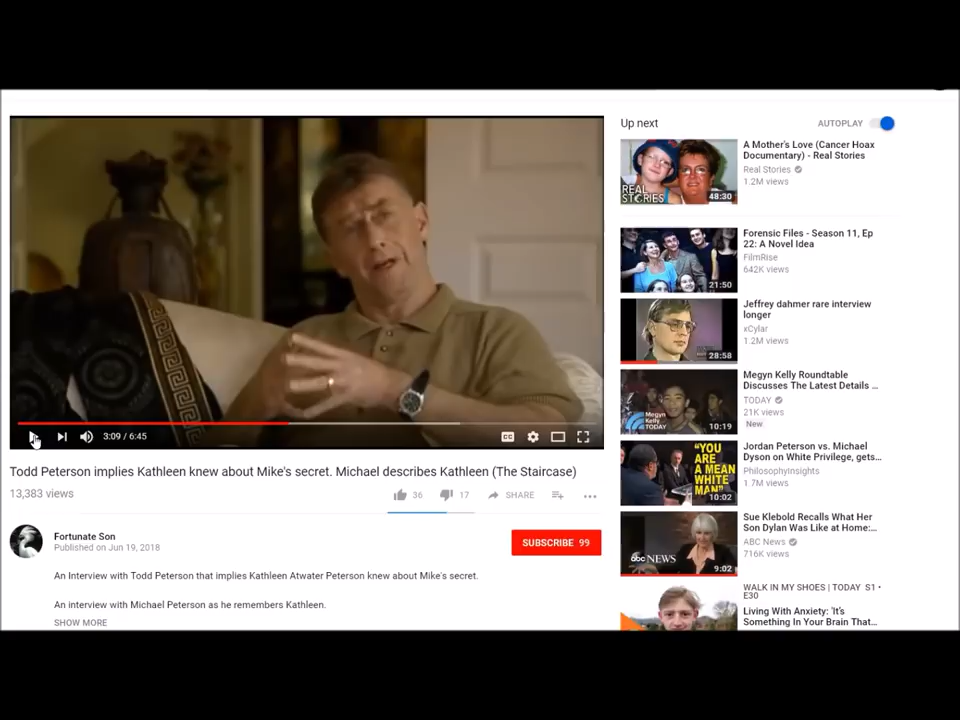 3:09 / 6:45
Todd Peterson implies Kathleen knew about Mike's secret. Michael describes Kathleen (The Staircase)
13,383 views
36
17
SHARE
Fortunate Son
Published on Jun 19, 2018
SUBSCRIBE 99
An Interview with Todd Peterson that implies Kathleen Atwater Peterson knew about Mike's secret.
An interview with Michael Peterson as he remembers Kathleen.
SHOW MORE
Up next
AUTOPLAY
REAL
STORIES
48:30
A Mother's Love (Cancer Hoax
Documentary) - Real Stories
Real Stories
1.2M views
21:50
Forensic Files - Season 11, Ep
22: A Novel Idea
FilmRise
642K views
28:58
Jeffrey dahmer rare interview
longer
xCylar
1.2M views
Megyn
Kelly
TODAY
10:19
Megyn Kelly Roundtable
Discusses The Latest Details ...
TODAY
21K views
New
"YOU
ARE A
MEAN
WHITE
MAN"
10:02
Jordan Peterson vs. Michael
Dyson on White Privilege, gets...
PhilosophyInsights
1.7M views
abc NEWS
9:02
Sue Klebold Recalls What Her
Son Dylan Was Like at Home:...
ABC News
716K views
WALK IN MY SHOES | TODAY S1 •
E30
Living With Anxiety: 'It's
Something In Your Brain That...